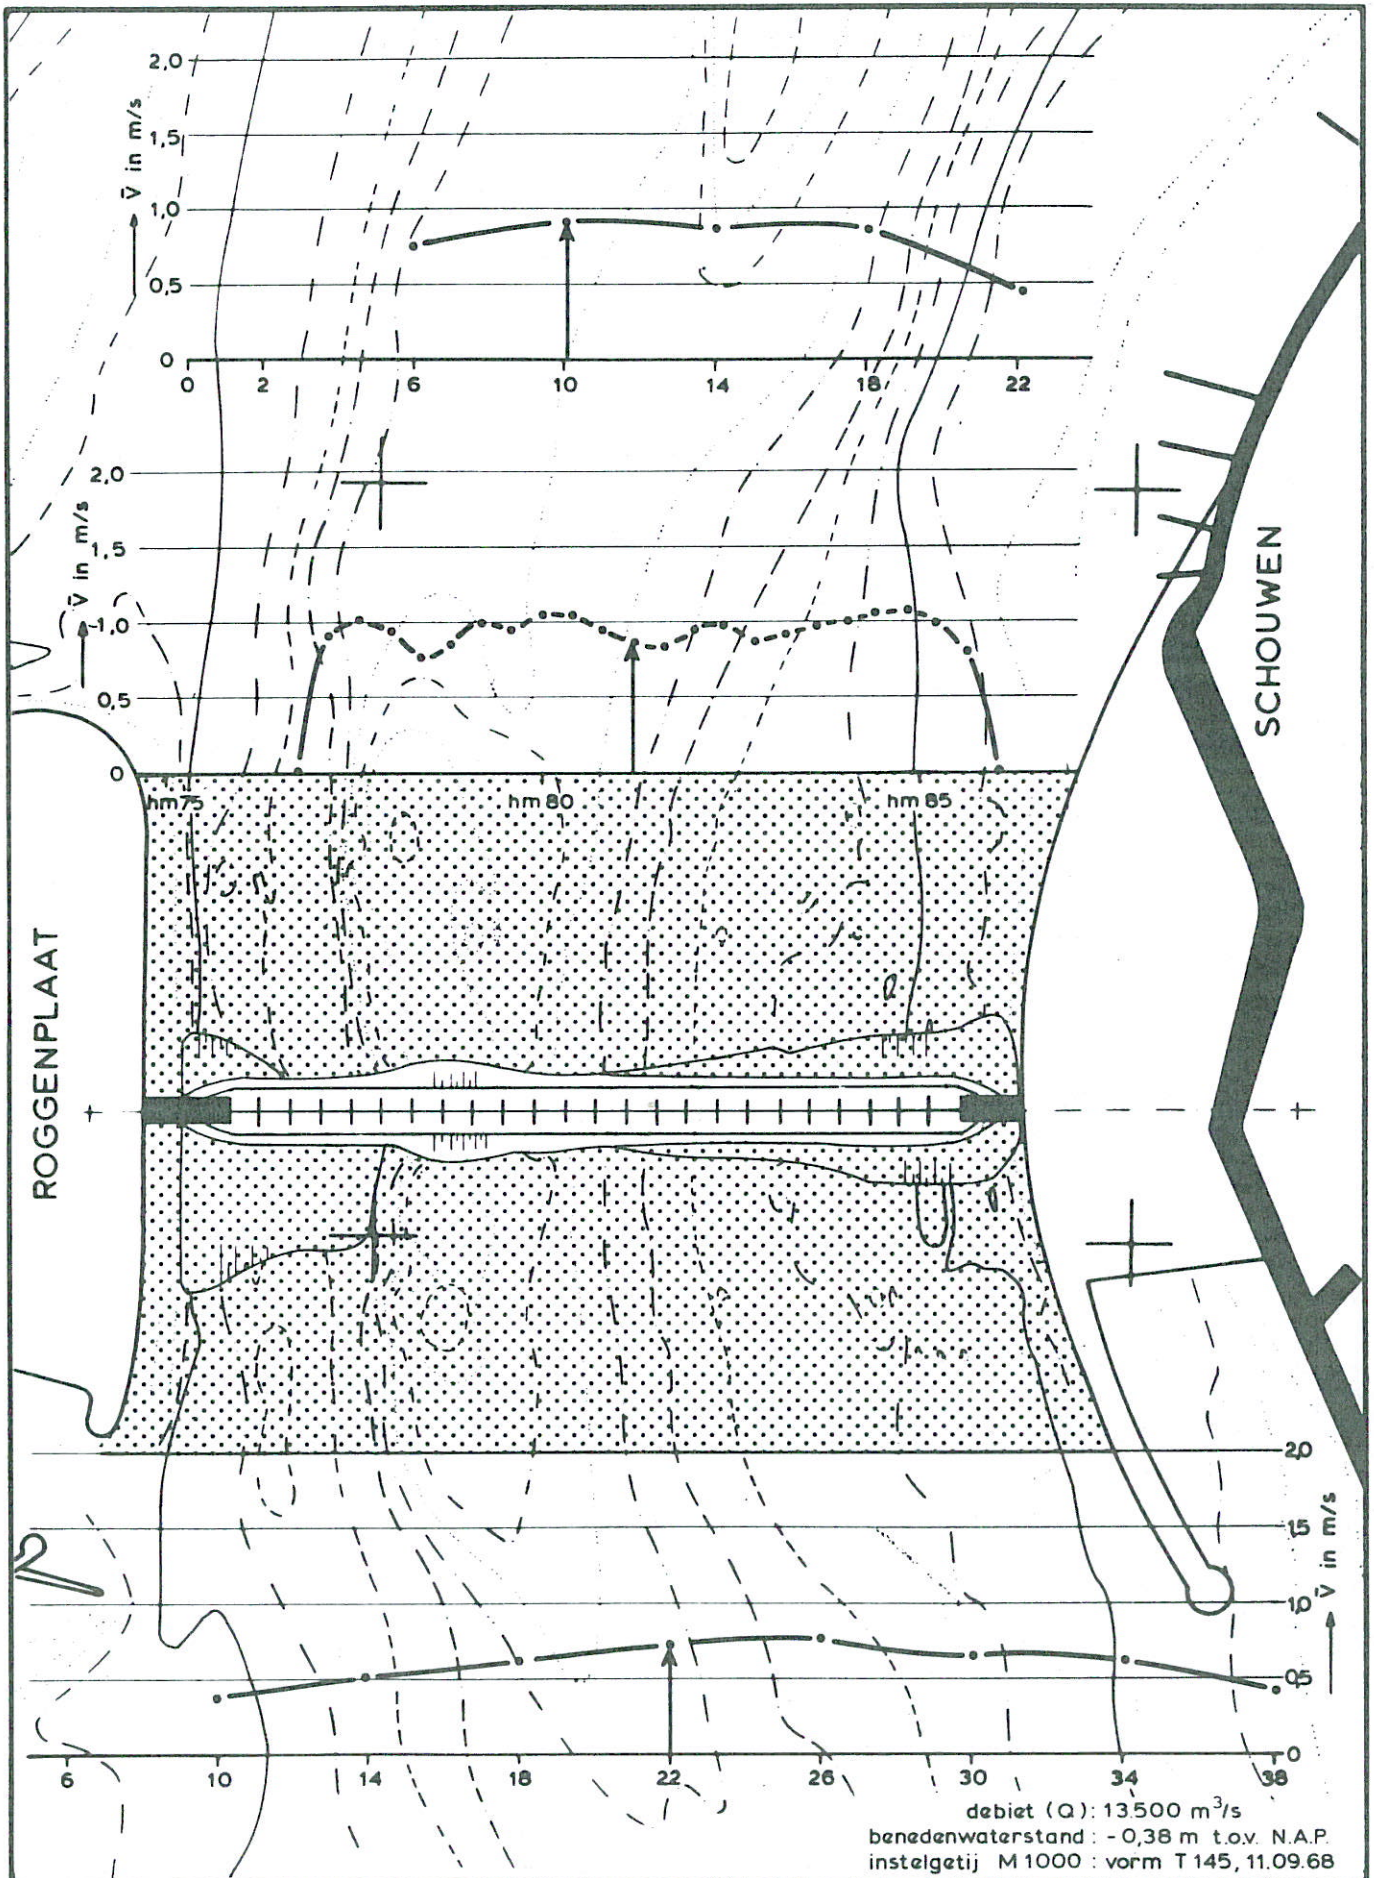 2,0
1,5
1,0
0,5
0
V̄ in m/s
0 2 6 10 14 18 22
2,0
1,5
1,0
0,5
0
V̄ in m/s
hm 75 hm 80 hm 85
SCHOUWEN
ROGGENPLAAT
2,0
1,5
1,0
0,5
0
V̄ in m/s
6 10 14 18 22 26 30 34 38
debiet (Q): 13.500 m³/s
benedenwaterstand : - 0,38 m t.o.v. N.A.P.
instelgetij M 1000 : vorm T 145, 11.09.68